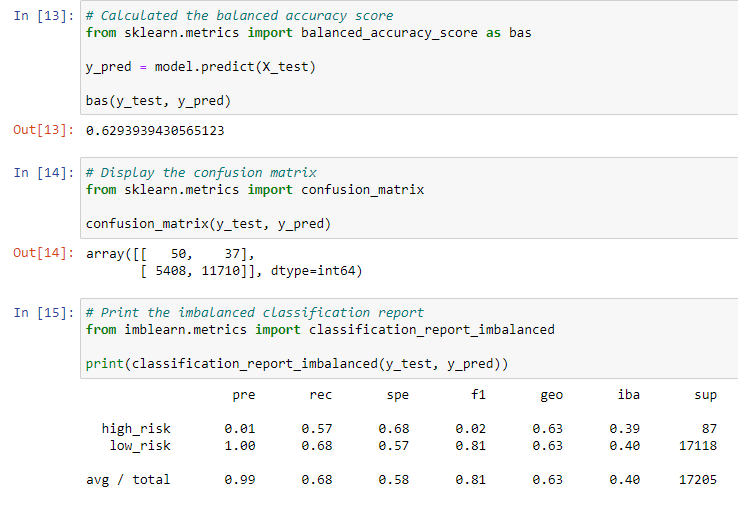 In [13]: # Calculated the balanced accuracy score
from sklearn.metrics import balanced_accuracy_score as bas
y_pred = model.predict(X_test)
bas(y_test, y_pred)
Out[13]: 0.6293939430565123
In [14]: # Display the confusion matrix
from sklearn.metrics import confusion_matrix
confusion_matrix(y_test, y_pred)
Out[14]: array([[   50,    37],
[ 5408, 11710]], dtype=int64)
In [15]: # Print the imbalanced classification report
from imblearn.metrics import classification_report_imbalanced
print(classification_report_imbalanced(y_test, y_pred))
pre rec spe f1 geo iba sup
high_risk 0.01 0.57 0.68 0.02 0.63 0.39 87
low_risk 1.00 0.68 0.57 0.81 0.63 0.40 17118
avg / total 0.99 0.68 0.58 0.81 0.63 0.40 17205